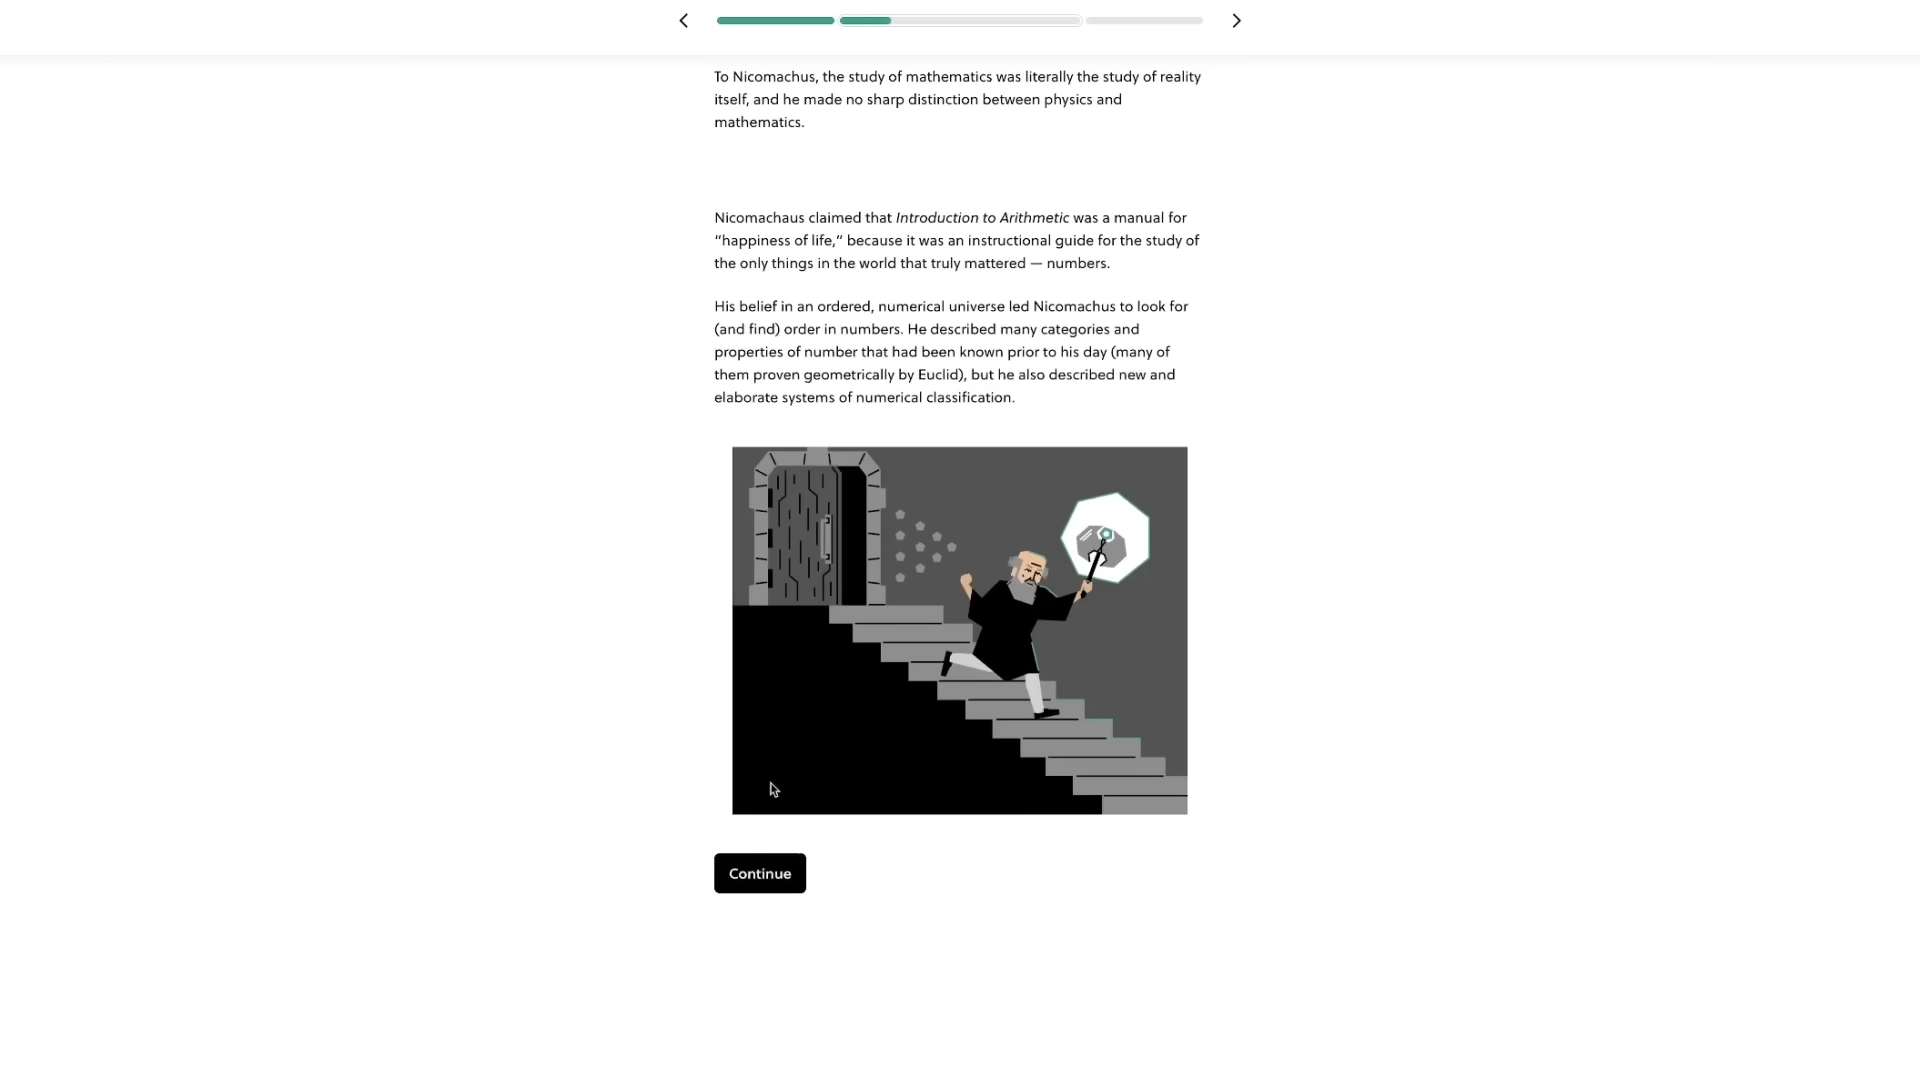 To Nicomachus, the study of mathematics was literally the study of reality
itself, and he made no sharp distinction between physics and
mathematics.
Nicomachaus claimed that Introduction to Arithmetic was a manual for
“happiness of life,” because it was an instructional guide for the study of
the only things in the world that truly mattered — numbers.
His belief in an ordered, numerical universe led Nicomachus to look for
(and find) order in numbers. He described many categories and
properties of number that had been known prior to his day (many of
them proven geometrically by Euclid), but he also described new and
elaborate systems of numerical classification.
Continue